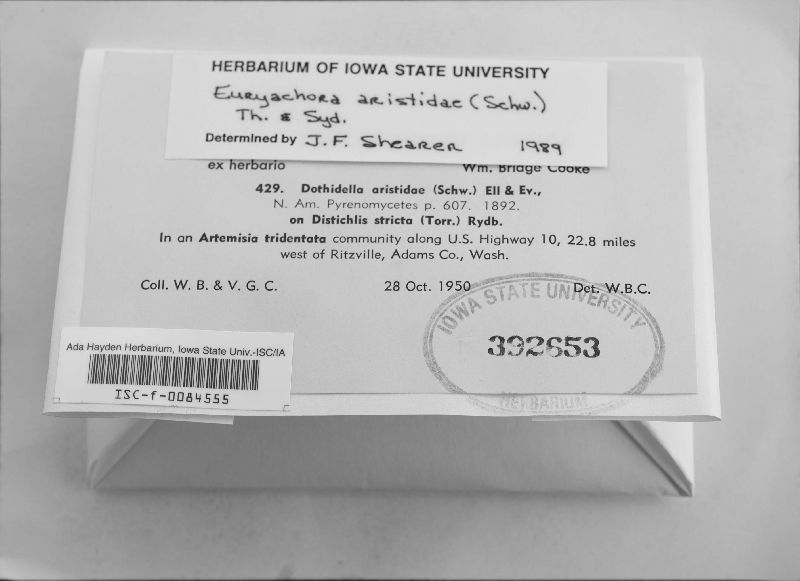 HERBARIUM OF IOWA STATE UNIVERSITY
Euryachora aristidae (Schw.)
Th. & Syd.
Determined by J. F. Shearer 1989
ex herbario Wm. Bridge Cooke
429. Dothidella aristidae (Schw.) Ell & Ev.,
N. Am. Pyrenomycetes p. 607. 1892.
on Distichlis stricta (Torr.) Rydb.
In an Artemisia tridentata community along U.S. Highway 10, 22.8 miles
west of Ritzville, Adams Co., Wash.
Coll. W. B. & V. G. C. 28 Oct. 1950 Det. W.B.C.
IOWA STATE UNIVERSITY
392653
HERBARIUM
Ada Hayden Herbarium, Iowa State Univ.-ISC/IA
ISC-f-0084555